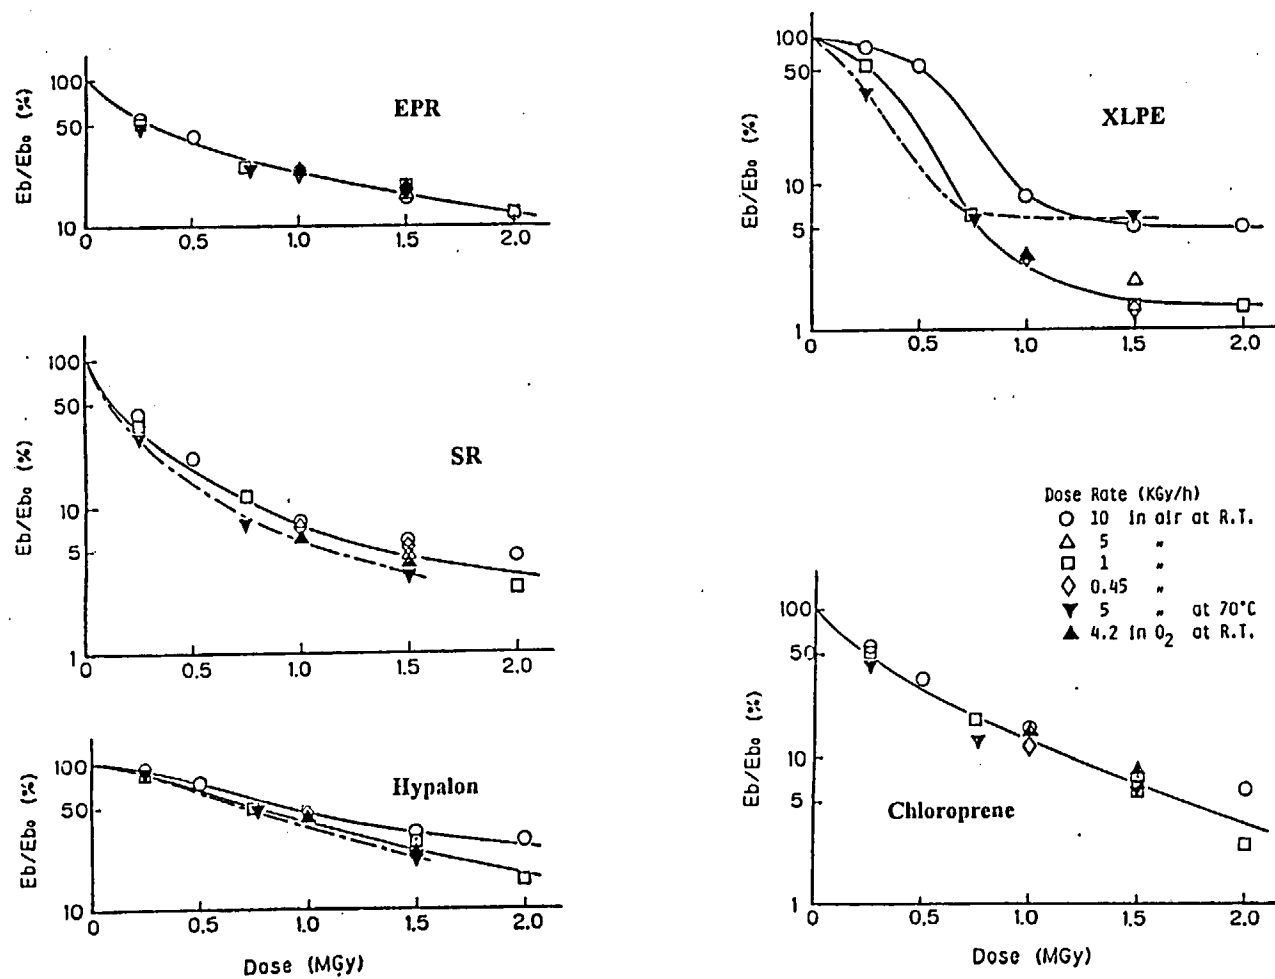 EPR
Eb/Ebo (%)
100
50
10
0 0.5 1.0 1.5 2.0
SR
Eb/Ebo (%)
100
50
10
5
1
0 0.5 1.0 1.5 2.0
Hypalon
Eb/Ebo (%)
100
50
10
0 0.5 1.0 1.5 2.0
Dose (MGy)
XLPE
Eb/Ebo (%)
100
50
10
5
1
0 0.5 1.0 1.5 2.0
Dose Rate (KGy/h)
10 in air at R.T.
5 〃
1 〃
0.45 〃
5 〃 at 70°C
4.2 in O2 at R.T.
Chloroprene
Eb/Ebo (%)
100
50
10
5
1
0 0.5 1.0 1.5 2.0
Dose (MGy)